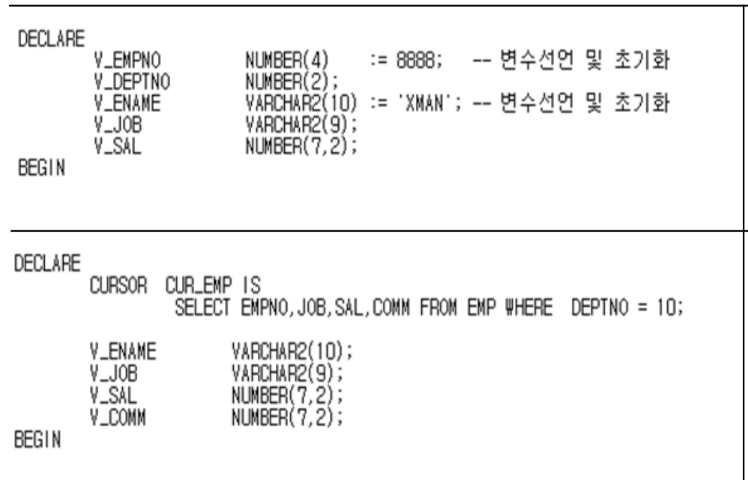 DECLARE
V_EMPNO NUMBER(4) := 8888; -- 변수선언 및 초기화
V_DEPTNO NUMBER(2);
V_ENAME VARCHAR2(10) := 'XMAN'; -- 변수선언 및 초기화
V_JOB VARCHAR2(9);
V_SAL NUMBER(7,2);
BEGIN
DECLARE
CURSOR CUR_EMP IS
SELECT EMPNO,JOB,SAL,COMM FROM EMP WHERE DEPTNO = 10;
V_ENAME VARCHAR2(10);
V_JOB VARCHAR2(9);
V_SAL NUMBER(7,2);
V_COMM NUMBER(7,2);
BEGIN